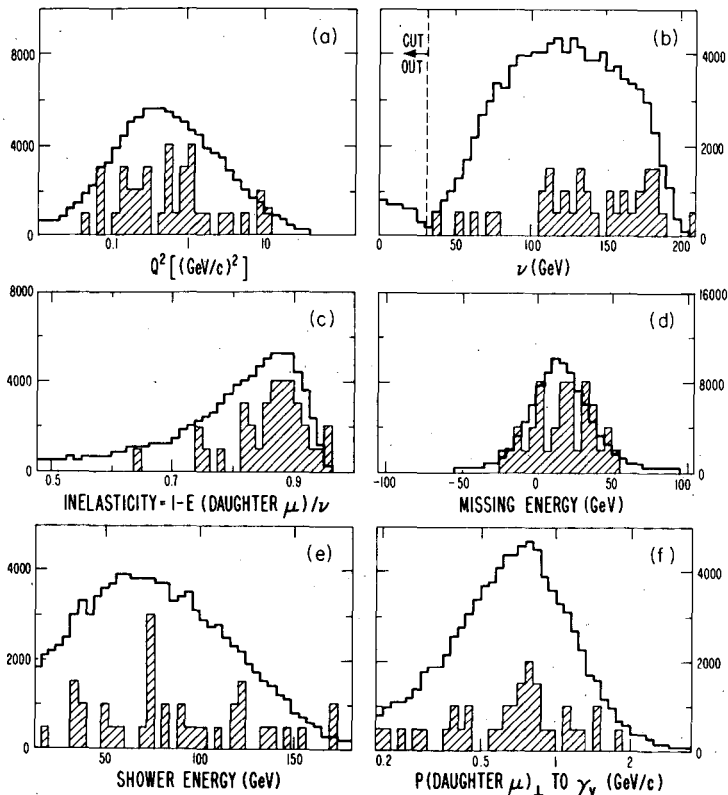 (a)
8000
4000
0
0.1
1
10
Q² [(GeV/c)²]
(b)
CUT
OUT
4000
2000
0
0
50
100
150
200
ν (GeV)
(c)
8000
4000
0
0.5
0.7
0.9
INELASTICITY = 1-E (DAUGHTER μ)/ν
(d)
16000
8000
0
-100
-50
0
50
100
MISSING ENERGY (GeV)
(e)
4000
2000
0
50
100
150
SHOWER ENERGY (GeV)
(f)
4000
2000
0
0.2
0.5
1
2
P(DAUGHTER μ)⊥ TO γᵥ (GeV/c)